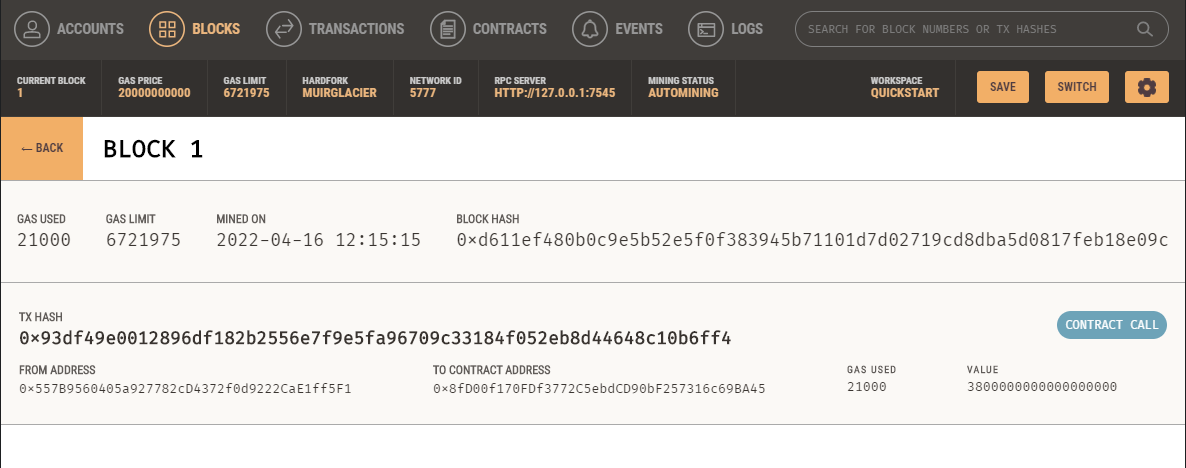 ACCOUNTS BLOCKS TRANSACTIONS CONTRACTS EVENTS LOGS SEARCH FOR BLOCK NUMBERS OR TX HASHES
CURRENT BLOCK GAS PRICE GAS LIMIT HARDFORK NETWORK ID RPC SERVER MINING STATUS WORKSPACE
1 20000000000 6721975 MUIRGLACIER 5777 HTTP://127.0.0.1:7545 AUTOMINING QUICKSTART SAVE SWITCH
← BACK BLOCK 1
GAS USED GAS LIMIT MINED ON BLOCK HASH
21000 6721975 2022-04-16 12:15:15 0×d611ef480b0c9e5b52e5f0f383945b71101d7d02719cd8dba5d0817feb18e09c
TX HASH
0×93df49e0012896df182b2556e7f9e5fa96709c33184f052eb8d44648c10b6ff4 CONTRACT CALL
FROM ADDRESS TO CONTRACT ADDRESS GAS USED VALUE
0×557B9560405a927782cD4372f0d9222CaE1ff5F1 0×8fD00f170FDf3772C5ebdCD90bF257316c69BA45 21000 3800000000000000000